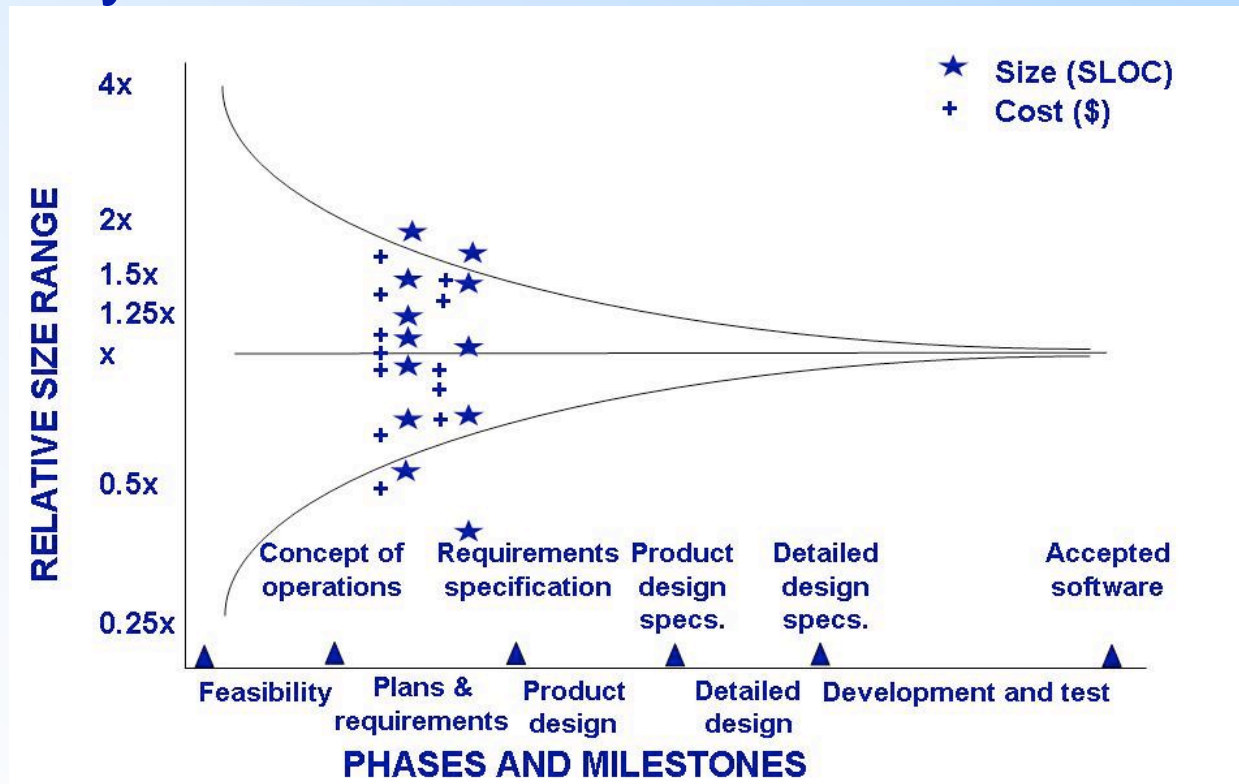 Size (SLOC)
Cost ($)
4x
2x
1.5x
1.25x
x
0.5x
0.25x
RELATIVE SIZE RANGE
Concept of
operations
Requirements
specification
Product
design
specs.
Detailed
design
specs.
Accepted
software
Feasibility
Plans &
requirements
Product
design
Detailed
design
Development and test
PHASES AND MILESTONES